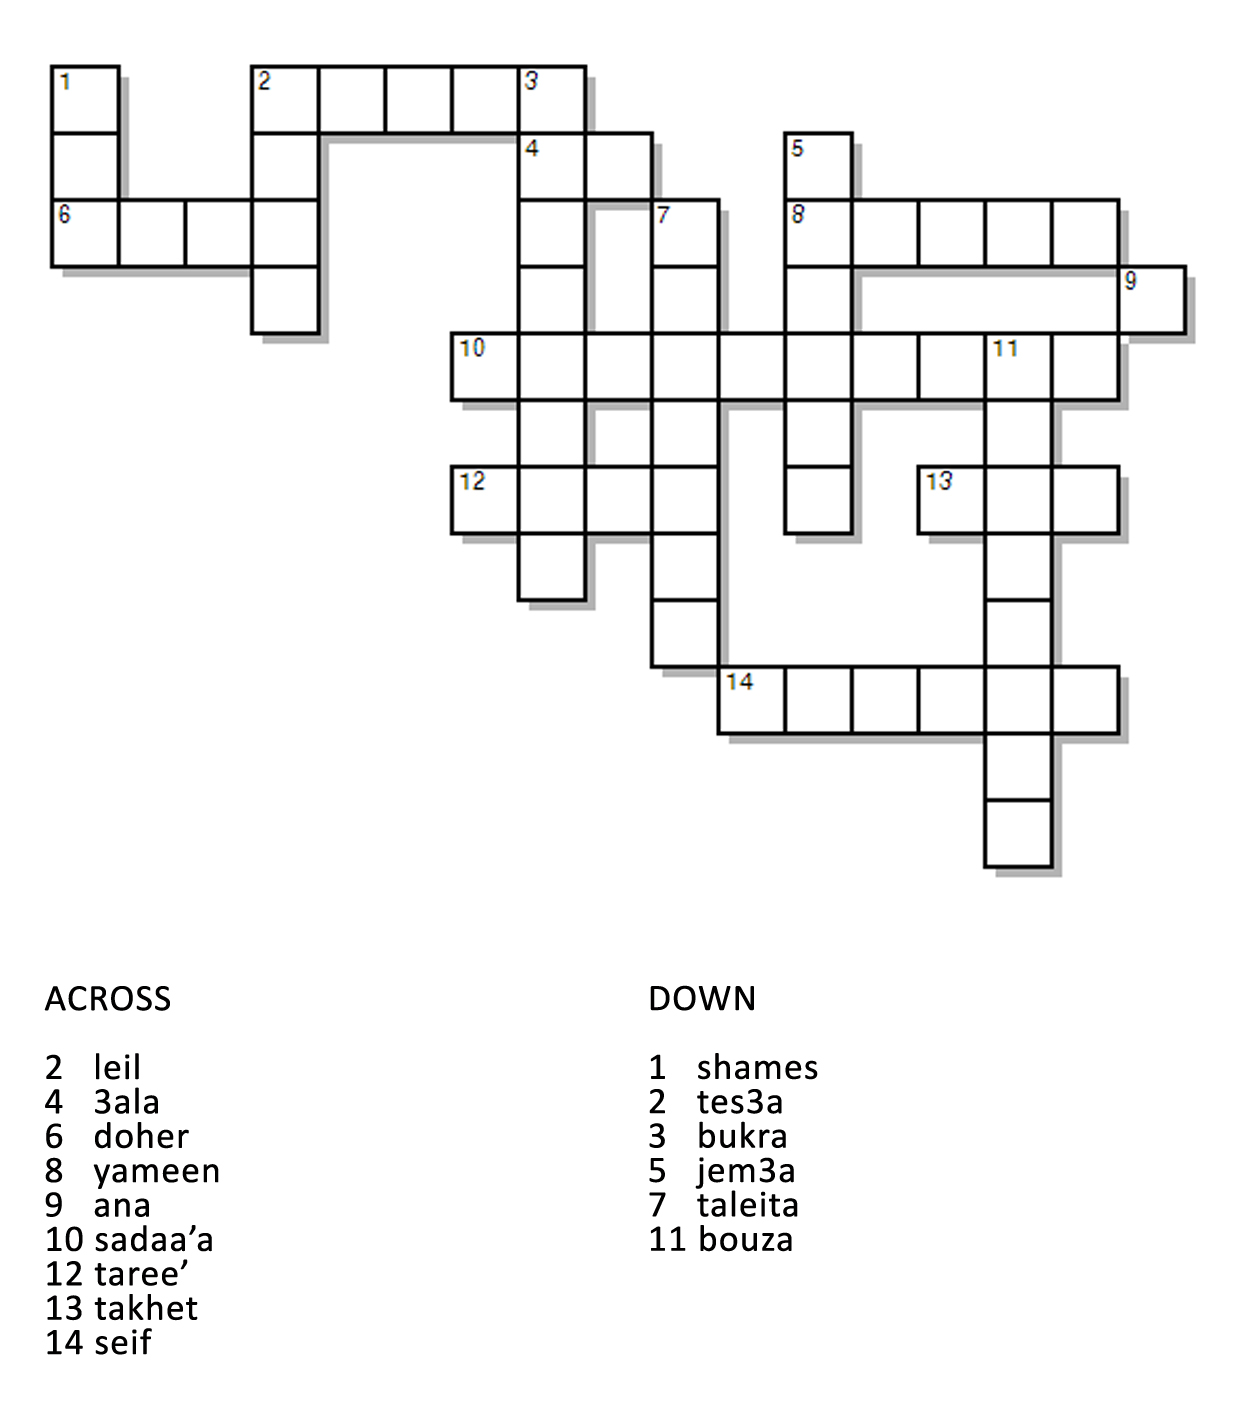 1 2 3
4 5
6 7 8
9
10 11
12 13
14
ACROSS
2 leil
4 3ala
6 doher
8 yameen
9 ana
10 sadaa’a
12 taree’
13 takhet
14 seif
DOWN
1 shames
2 tes3a
3 bukra
5 jem3a
7 taleita
11 bouza